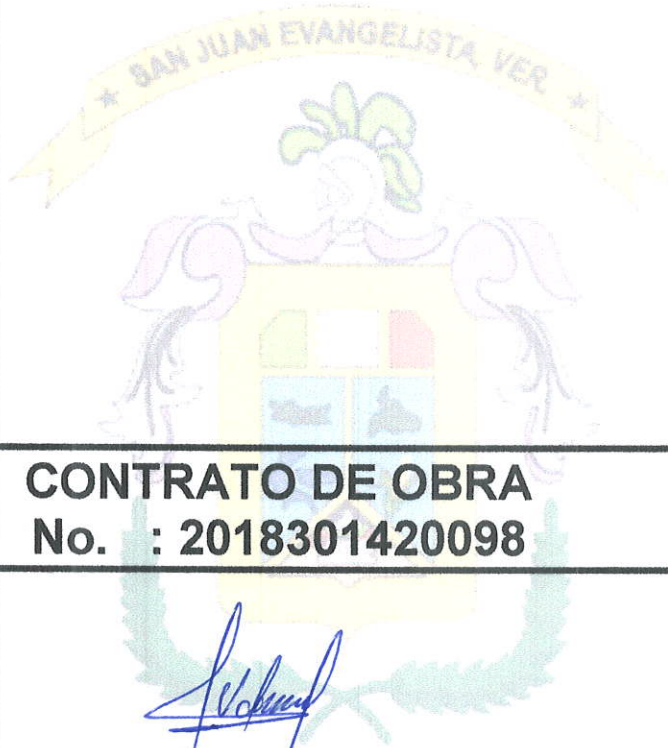 ★ SAN JUAN EVANGELISTA, VER. ★
CONTRATO DE OBRA
No. : 2018301420098